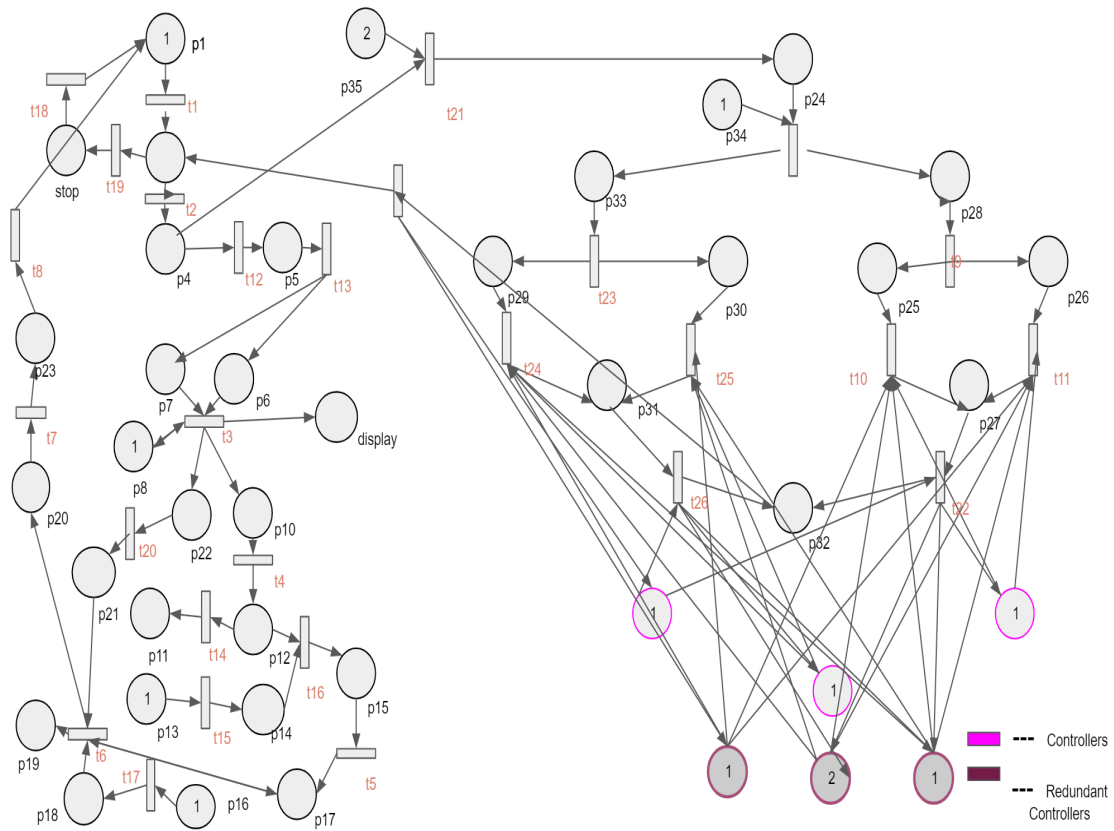 1
p1
2
p35
t1
t18
p24
t21
1
p34
stop
t19
t2
p33
p28
p4
t12
p5
t13
t8
p29
t23
p30
p25
t9
p26
p23
p7
p6
t24
p31
t25
t10
p27
t11
t7
t3
display
1
p8
p20
p22
p10
t26
p32
t22
t20
t4
p21
p11
t14
p12
1
1
t16
1
p13
t15
p14
p15
1
p19
t6
t17
t5
1
2
1
Controllers
p18
1
p16
p17
Redundant
Controllers